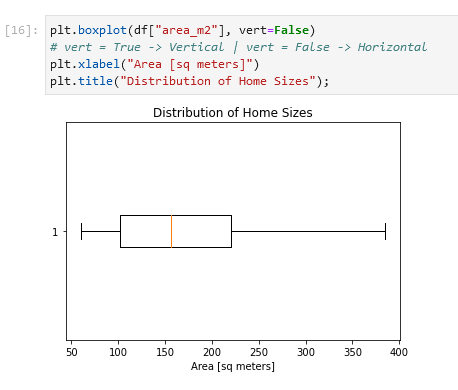 [16]: plt.boxplot(df["area_m2"], vert=False)
# vert = True -> Vertical | vert = False -> Horizontal
plt.xlabel("Area [sq meters]")
plt.title("Distribution of Home Sizes");
Distribution of Home Sizes
1
50 100 150 200 250 300 350 400
Area [sq meters]